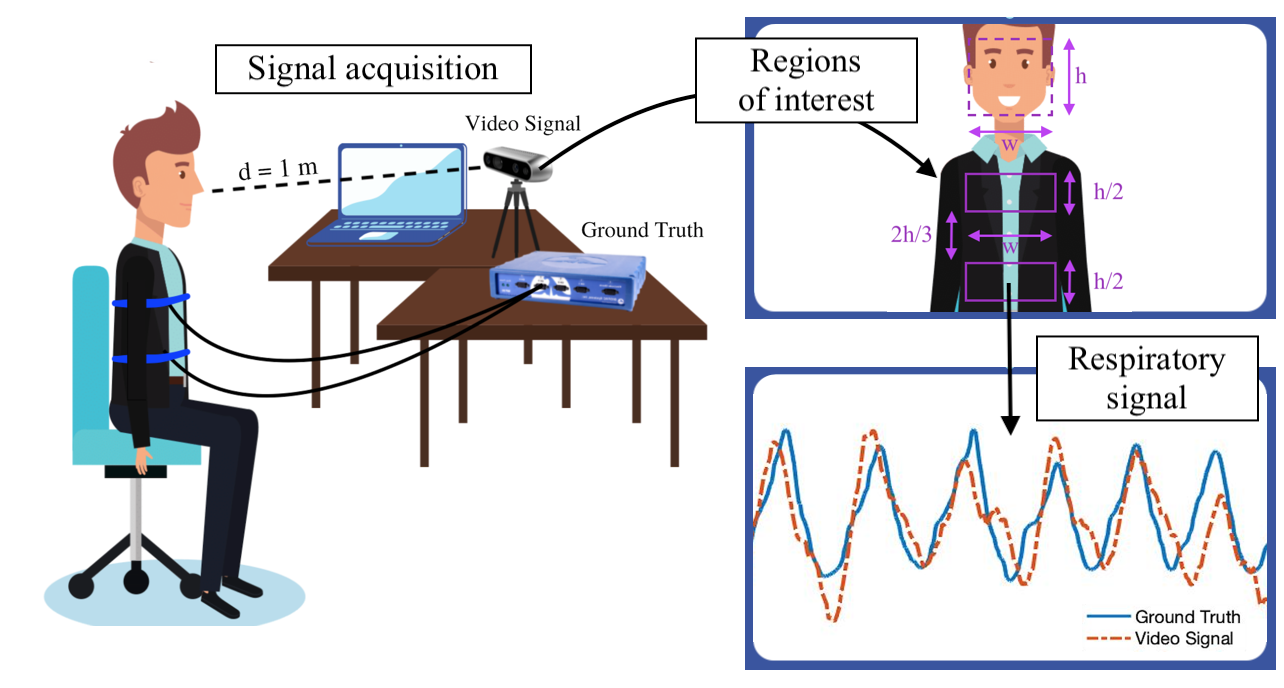 Signal acquisition
Video Signal
d = 1 m
Ground Truth
Regions
of interest
h
w
h/2
2h/3
w
h/2
Respiratory
signal
Ground Truth
Video Signal